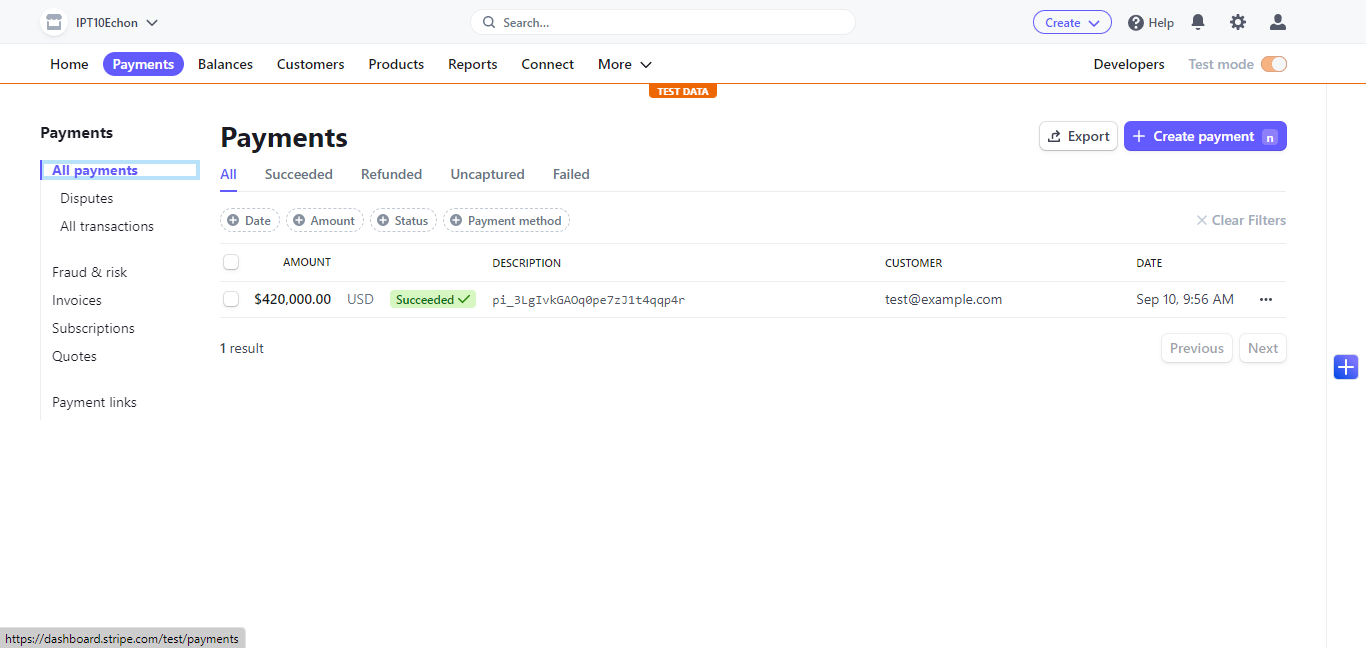 IPT10Echon
Search...
Create
Help
Home
Payments
Balances
Customers
Products
Reports
Connect
More
Developers
Test mode
TEST DATA
Payments
All payments
Disputes
All transactions
Fraud & risk
Invoices
Subscriptions
Quotes
Payment links
Payments
Export
Create payment n
All
Succeeded
Refunded
Uncaptured
Failed
Date
Amount
Status
Payment method
Clear Filters
AMOUNT DESCRIPTION CUSTOMER DATE
$420,000.00 USD Succeeded pi_3LgIvkGAOq0pe7zJ1t4qqp4r test@example.com Sep 10, 9:56 AM
1 result
Previous
Next
https://dashboard.stripe.com/test/payments